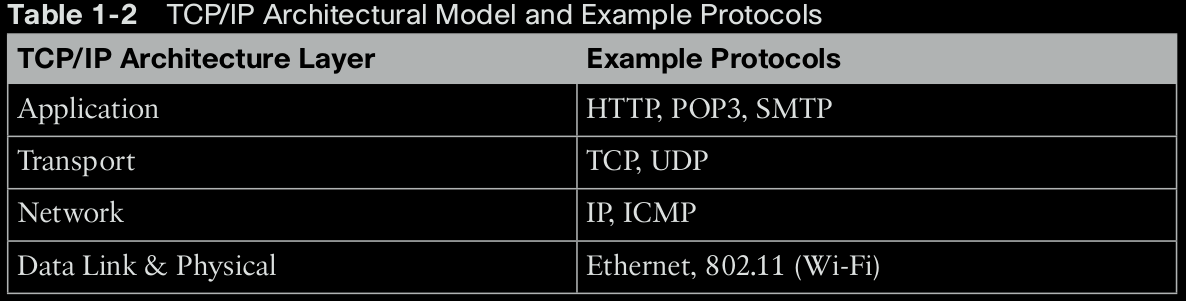 Table 1-2 TCP/IP Architectural Model and Example Protocols
TCP/IP Architecture Layer Example Protocols
Application HTTP, POP3, SMTP
Transport TCP, UDP
Network IP, ICMP
Data Link & Physical Ethernet, 802.11 (Wi-Fi)